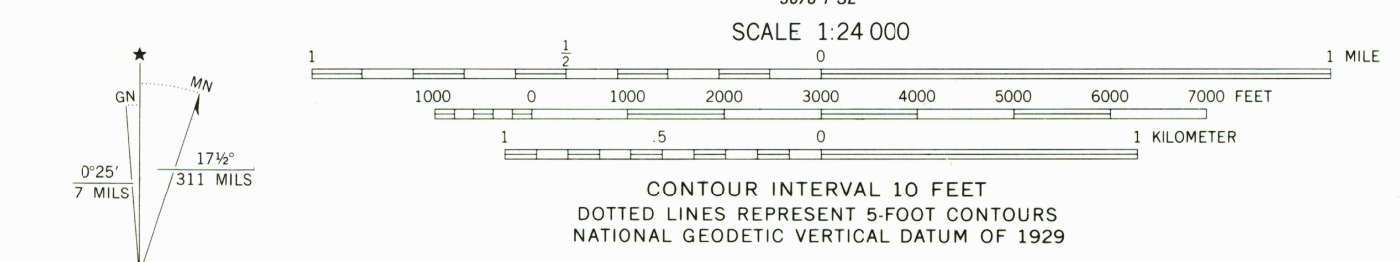 SCALE 1:24 000
1 ½ 0 1 MILE
1000 0 1000 2000 3000 4000 5000 6000 7000 FEET
1 .5 0 1 KILOMETER
CONTOUR INTERVAL 10 FEET
DOTTED LINES REPRESENT 5-FOOT CONTOURS
NATIONAL GEODETIC VERTICAL DATUM OF 1929
★
GN
MN
0°25′
7 MILS
17½°
311 MILS